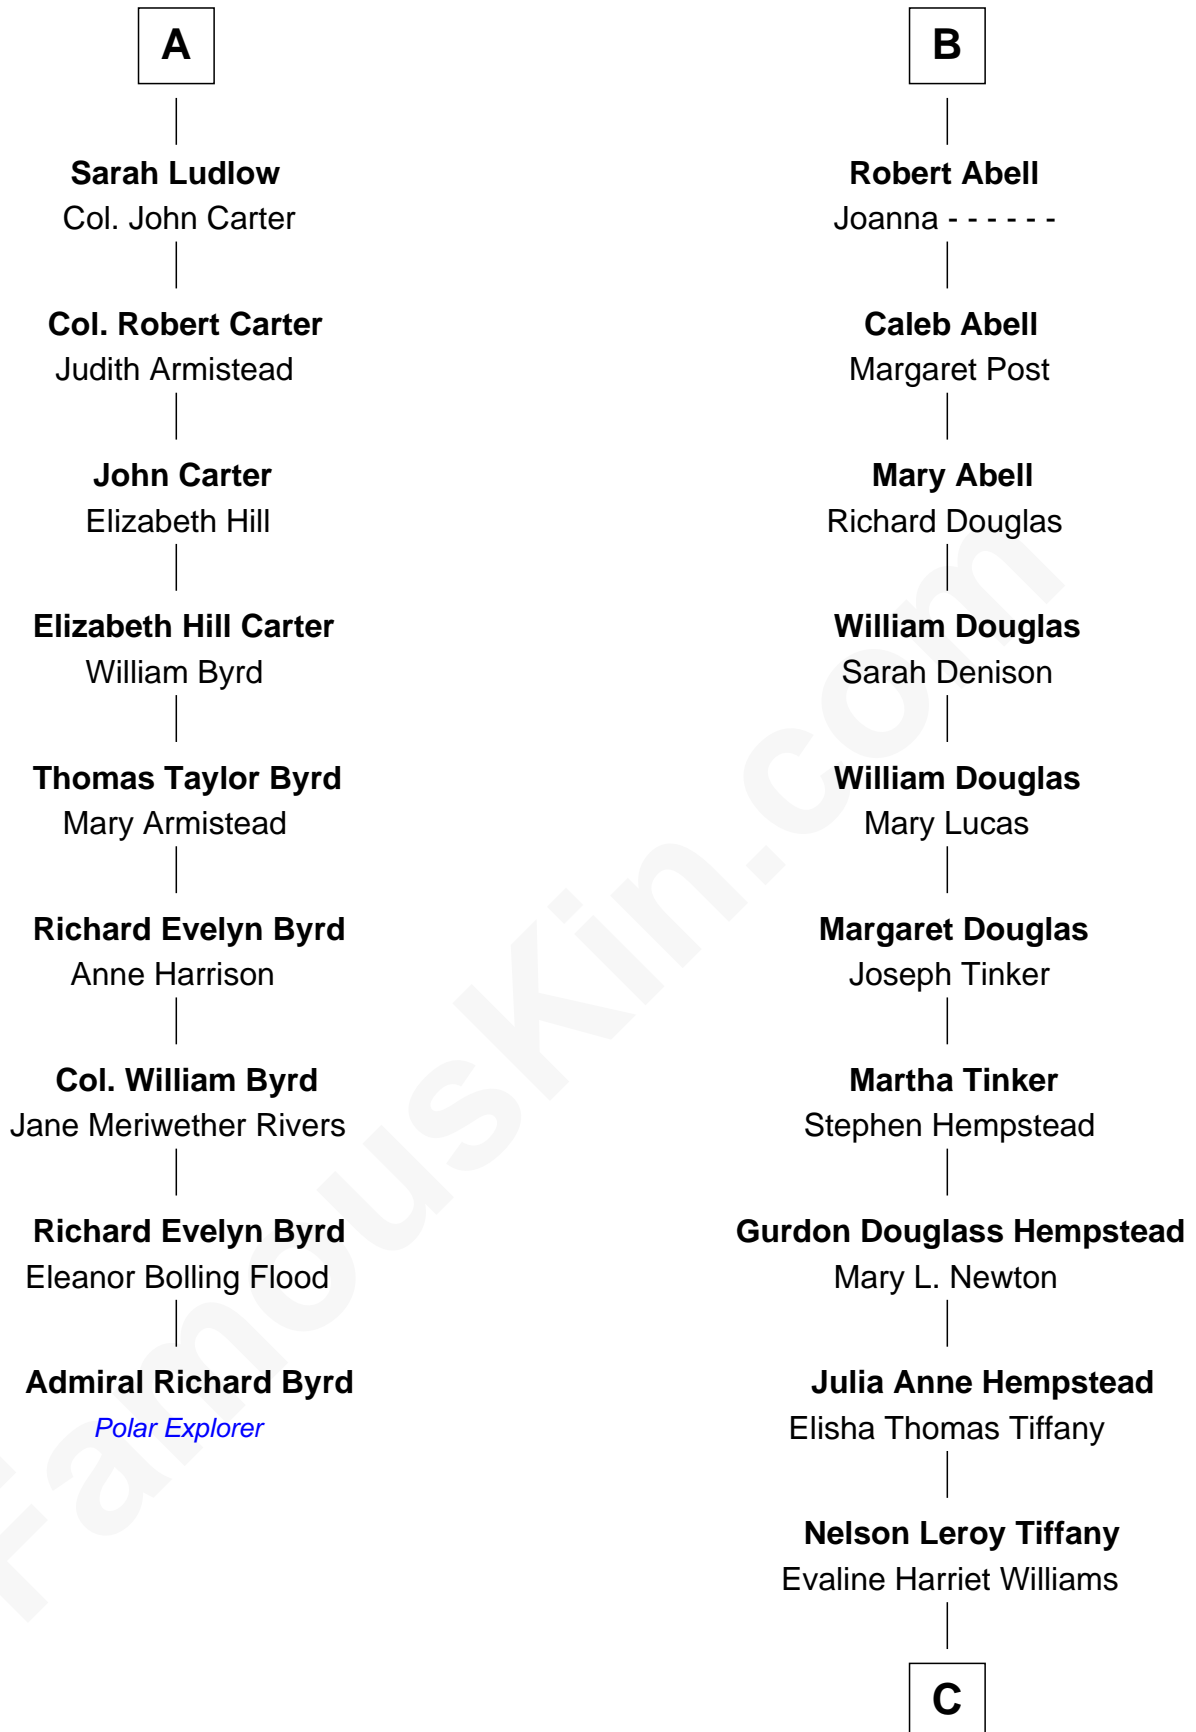 A
Sarah Ludlow
Col. John Carter
Col. Robert Carter
Judith Armistead
John Carter
Elizabeth Hill
Elizabeth Hill Carter
William Byrd
Thomas Taylor Byrd
Mary Armistead
Richard Evelyn Byrd
Anne Harrison
Col. William Byrd
Jane Meriwether Rivers
Richard Evelyn Byrd
Eleanor Bolling Flood
Admiral Richard Byrd
Polar Explorer
B
Robert Abell
Joanna - - - - - -
Caleb Abell
Margaret Post
Mary Abell
Richard Douglas
William Douglas
Sarah Denison
William Douglas
Mary Lucas
Margaret Douglas
Joseph Tinker
Martha Tinker
Stephen Hempstead
Gurdon Douglass Hempstead
Mary L. Newton
Julia Anne Hempstead
Elisha Thomas Tiffany
Nelson Leroy Tiffany
Evaline Harriet Williams
C
FamousKin.com